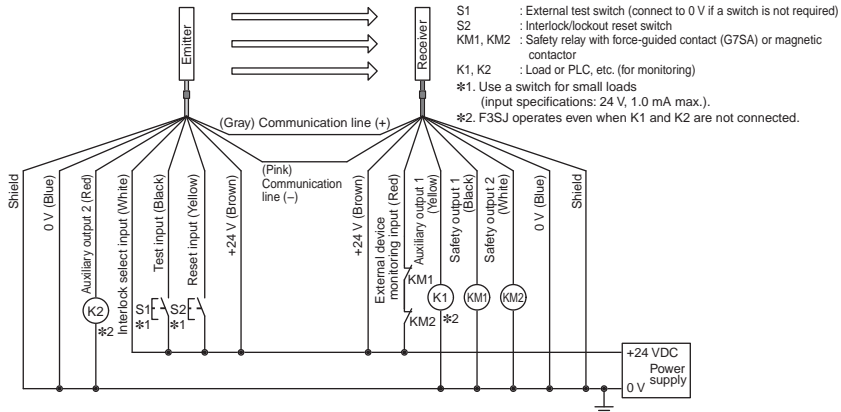 S1 : External test switch (connect to 0 V if a switch is not required)
S2 : Interlock/lockout reset switch
KM1, KM2 : Safety relay with force-guided contact (G7SA) or magnetic
contactor
K1, K2 : Load or PLC, etc. (for monitoring)
✻1. Use a switch for small loads
(input specifications: 24 V, 1.0 mA max.).
✻2. F3SJ operates even when K1 and K2 are not connected.
Emitter
Receiver
(Gray) Communication line (+)
(Pink)
Communication
line (−)
Shield
0 V (Blue)
Auxiliary output 2 (Red)
Interlock select input (White)
Test input (Black)
Reset input (Yellow)
+24 V (Brown)
+24 V (Brown)
External device
monitoring input (Red)
Auxiliary output 1
(Yellow)
Safety output 1
(Black)
Safety output 2
(White)
0 V (Blue)
Shield
K2
✻2
S1
✻1
S2
✻1
KM1
KM2
K1
✻2
KM1
KM2
+24 VDC
Power
supply
0 V